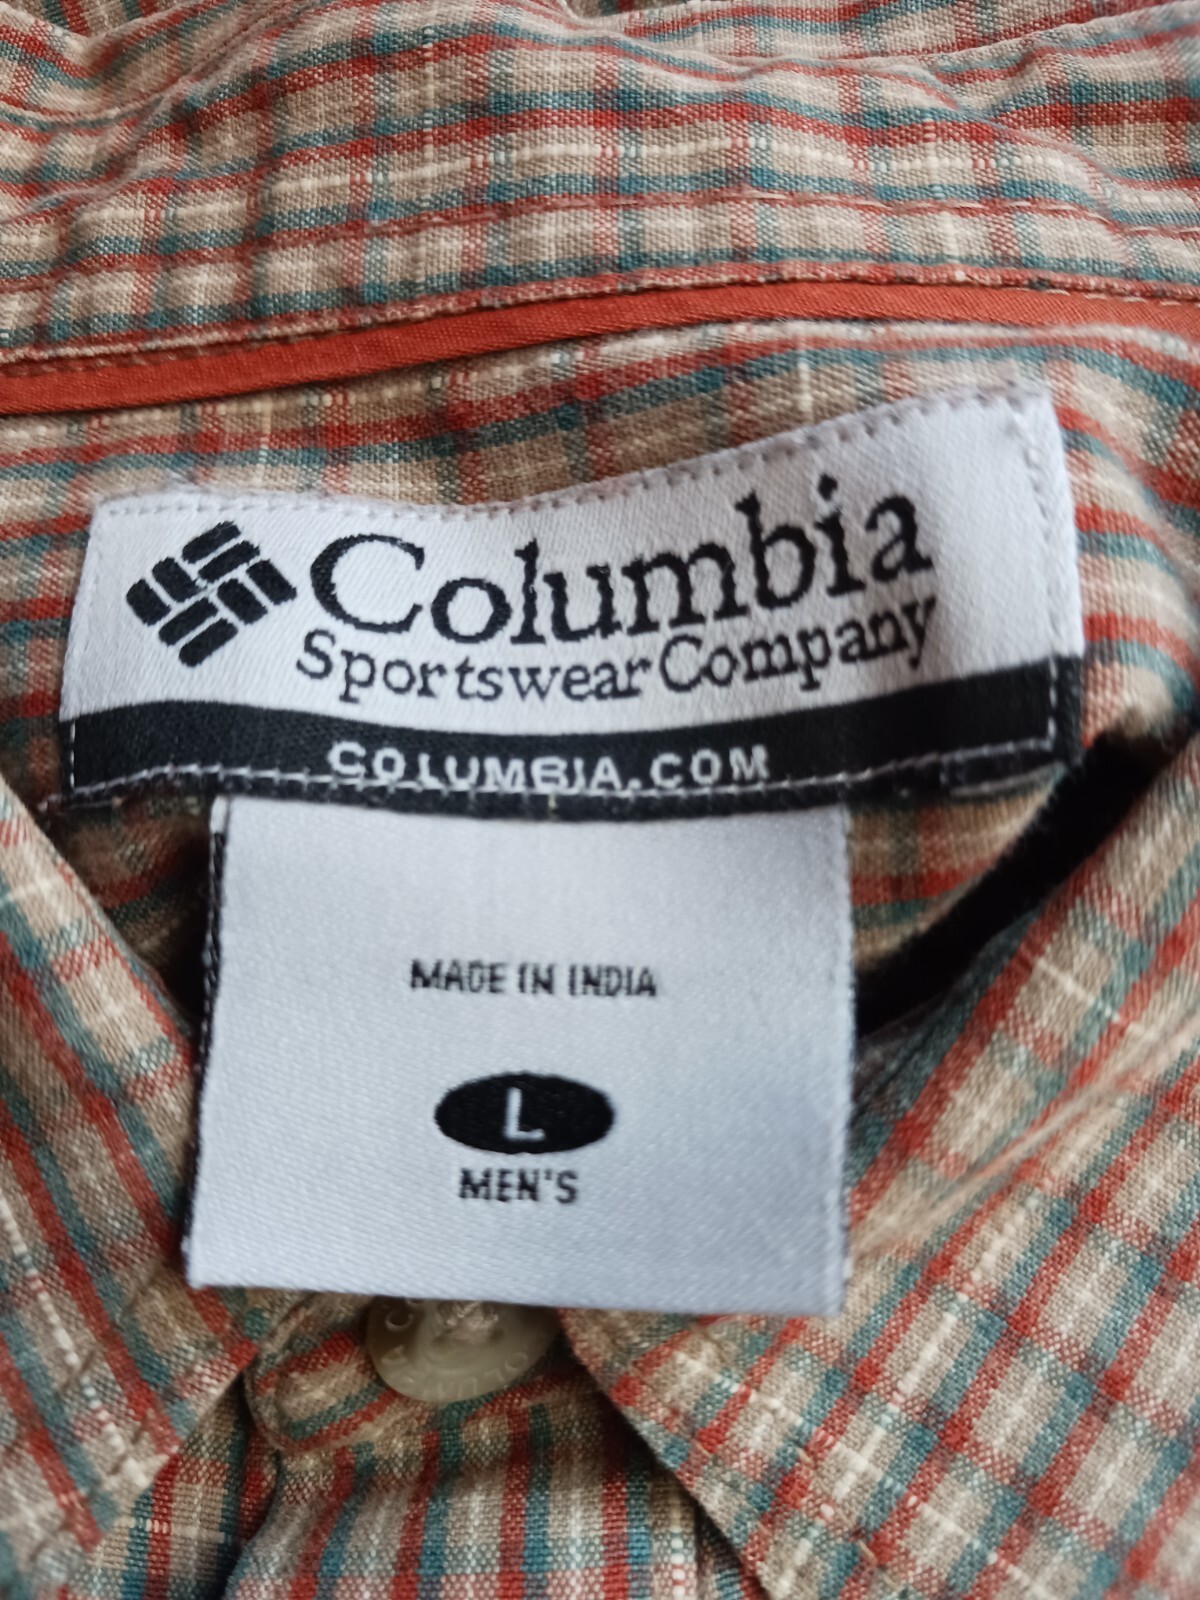 Columbia
Sportswear Company
COLUMBIA.COM
MADE IN INDIA
L
MEN'S